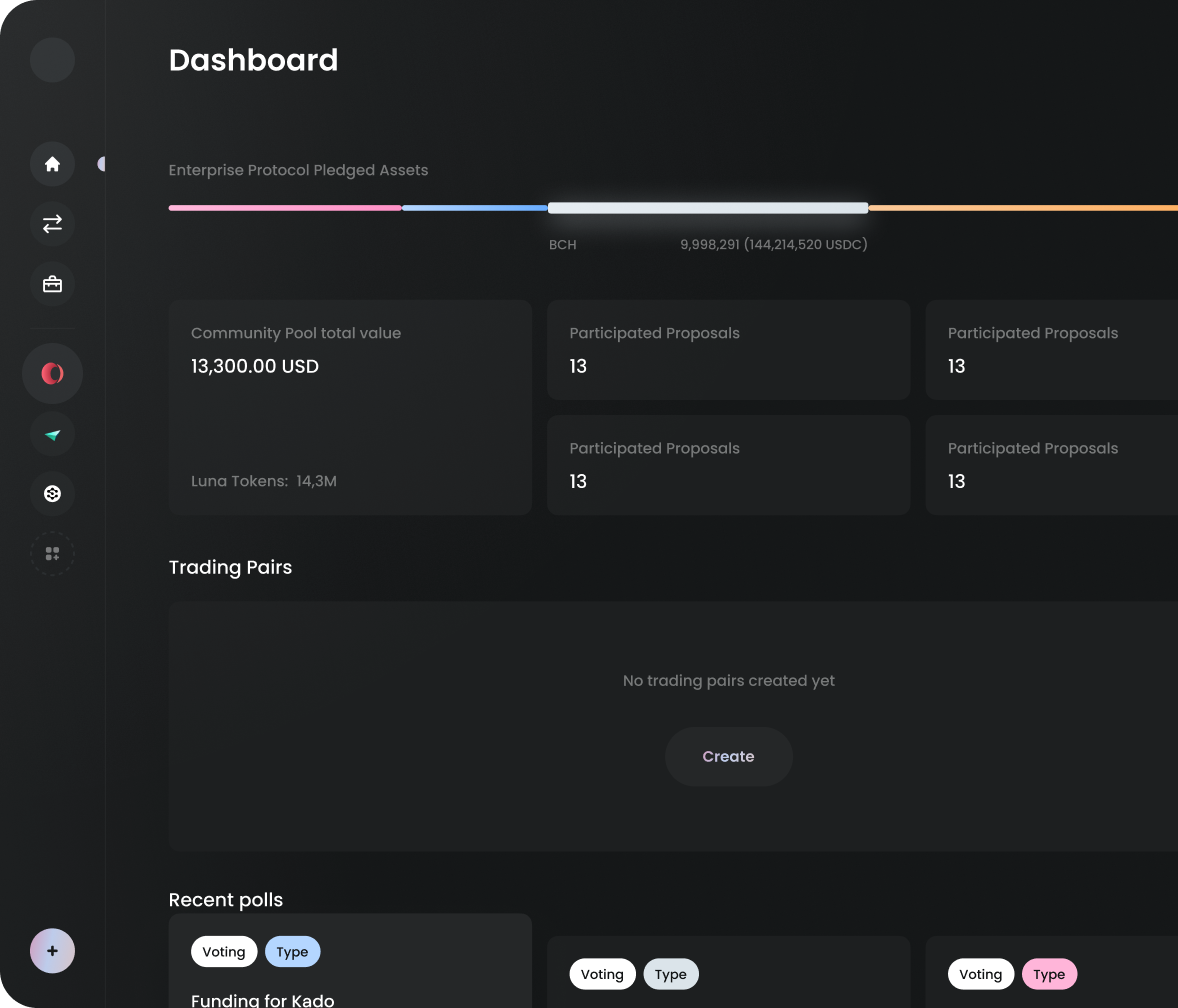 Dashboard
Enterprise Protocol Pledged Assets
BCH 9,998,291 (144,214,520 USDC)
Community Pool total value
13,300.00 USD
Luna Tokens: 14,3M
Participated Proposals
13
Participated Proposals
13
Participated Proposals
13
Participated Proposals
13
Trading Pairs
No trading pairs created yet
Create
Recent polls
Voting Type
Funding for Kado
Voting Type
Voting Type